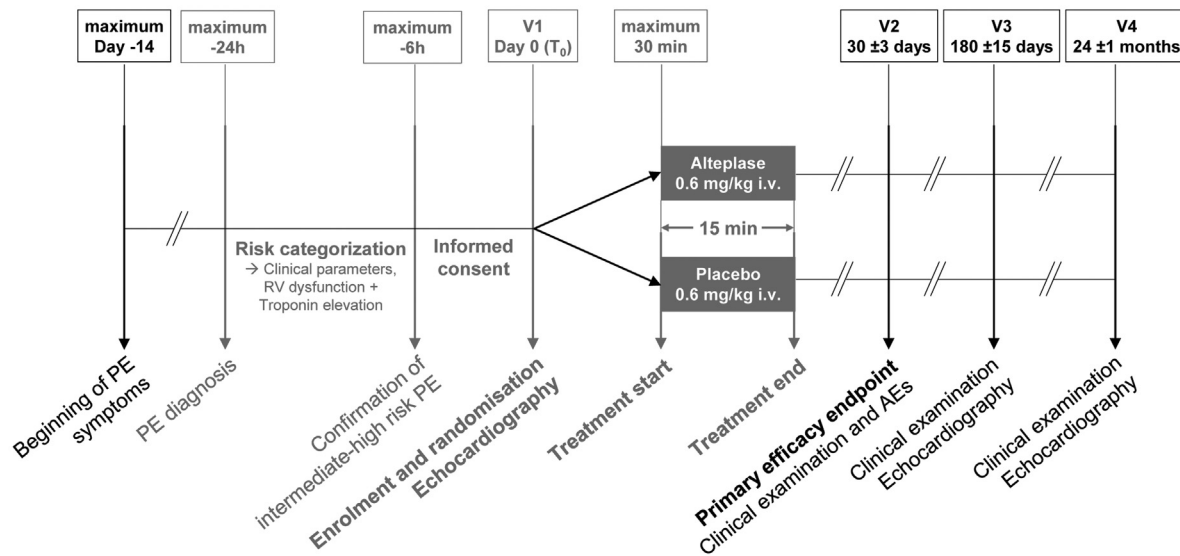 maximum
Day -14
maximum
-24h
maximum
-6h
V1
Day 0 (T₀)
maximum
30 min
V2
30 ±3 days
V3
180 ±15 days
V4
24 ±1 months
Alteplase
0.6 mg/kg i.v.
15 min
Risk categorization
→ Clinical parameters,
RV dysfunction +
Troponin elevation
Informed
consent
Placebo
0.6 mg/kg i.v.
Beginning of PE
symptoms
PE diagnosis
Confirmation of
intermediate-high risk PE
Enrolment and randomisation
Echocardiography
Treatment start
Treatment end
Primary efficacy endpoint
Clinical examination and AEs
Clinical examination
Echocardiography
Clinical examination
Echocardiography